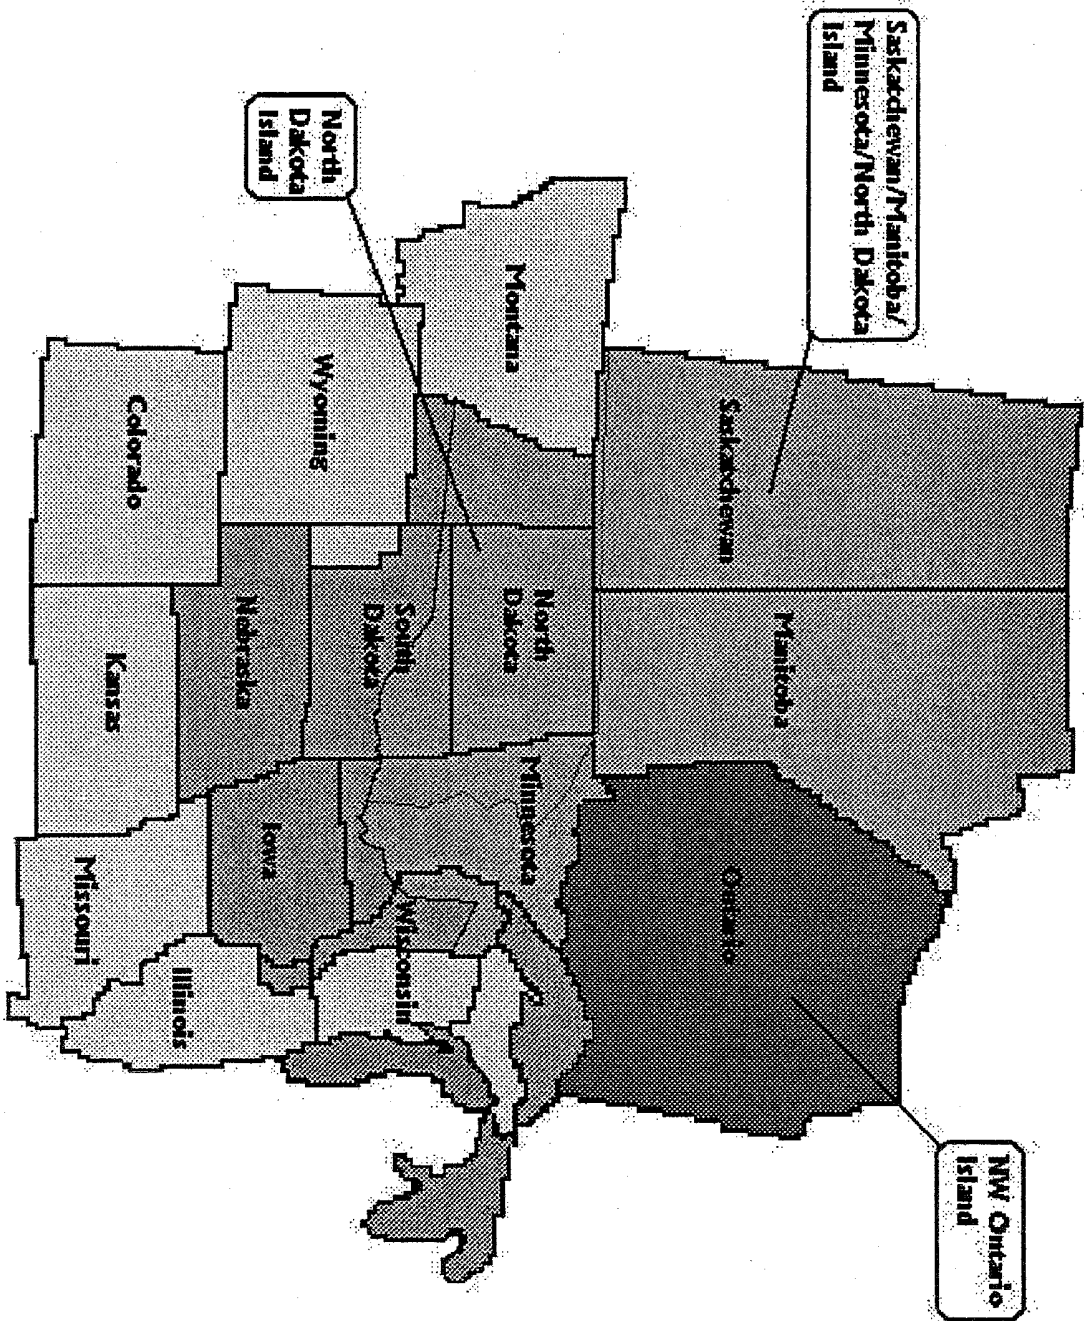 Saskatchewan/Manitoba/
Minnesota/North Dakota
Island
NW Ontario
Island
Saskatchewan
Manitoba
Ontario
Montana
North
Dakota
Minnesota
South
Dakota
Wisconsin
Wyoming
Nebraska
Iowa
Illinois
Colorado
Kansas
Missouri
North
Dakota
Island